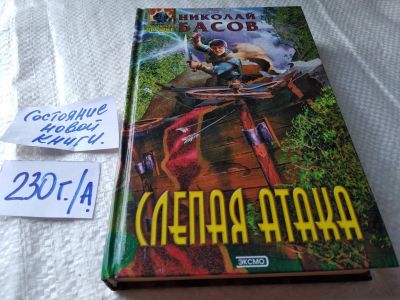 НИКОЛАЙ
БАСОВ
Состояние
новой
книги.
230г./А
СЛЕПАЯ АТАКА
ЭКСМО